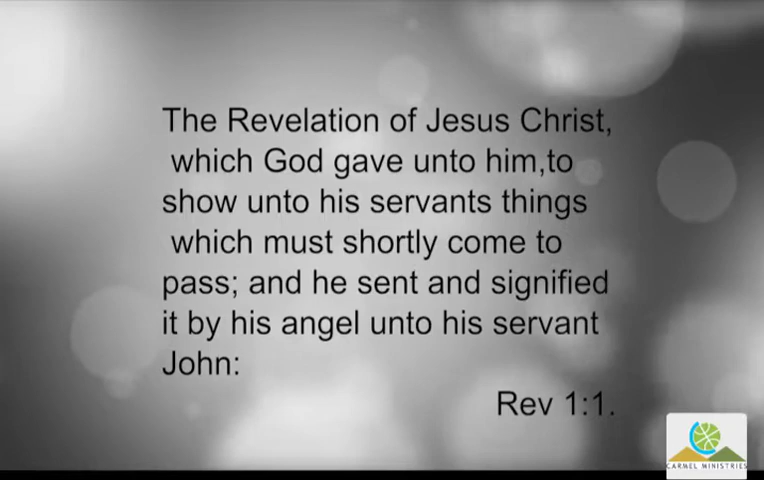 The Revelation of Jesus Christ,
which God gave unto him,to
show unto his servants things
which must shortly come to
pass; and he sent and signified
it by his angel unto his servant
John:
Rev 1:1.
CARMEL MINISTRIES